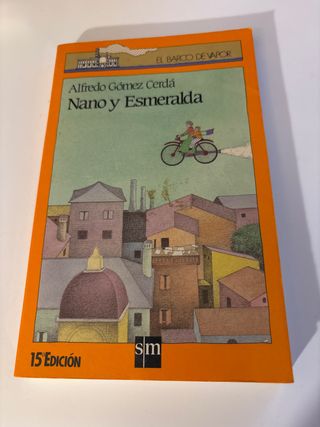 EL BARCO DE VAPOR
Alfredo Gómez Cerdá
Nano y Esmeralda
15ª EDICIÓN
sm